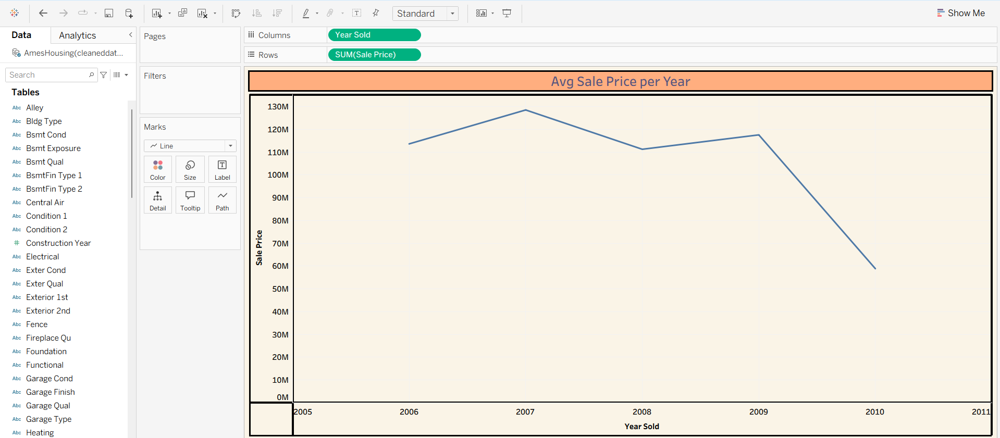 Standard
Show Me
Data
Analytics
AmesHousing(cleaneddat...
Search
Tables
Abc Alley
Abc Bldg Type
Abc Bsmt Cond
Abc Bsmt Exposure
Abc Bsmt Qual
Abc BsmtFin Type 1
Abc BsmtFin Type 2
Abc Central Air
Abc Condition 1
Abc Condition 2
# Construction Year
Abc Electrical
Abc Exter Cond
Abc Exter Qual
Abc Exterior 1st
Abc Exterior 2nd
Abc Fence
Abc Fireplace Qu
Abc Foundation
Abc Functional
Abc Garage Cond
Abc Garage Finish
Abc Garage Qual
Abc Garage Type
Abc Heating
Pages
Filters
Marks
Line
Color Size Label
Detail Tooltip Path
Columns Year Sold
Rows SUM(Sale Price)
Avg Sale Price per Year
Sale Price
130M
120M
110M
100M
90M
80M
70M
60M
50M
40M
30M
20M
10M
0M
2005 2006 2007 2008 2009 2010 2011
Year Sold